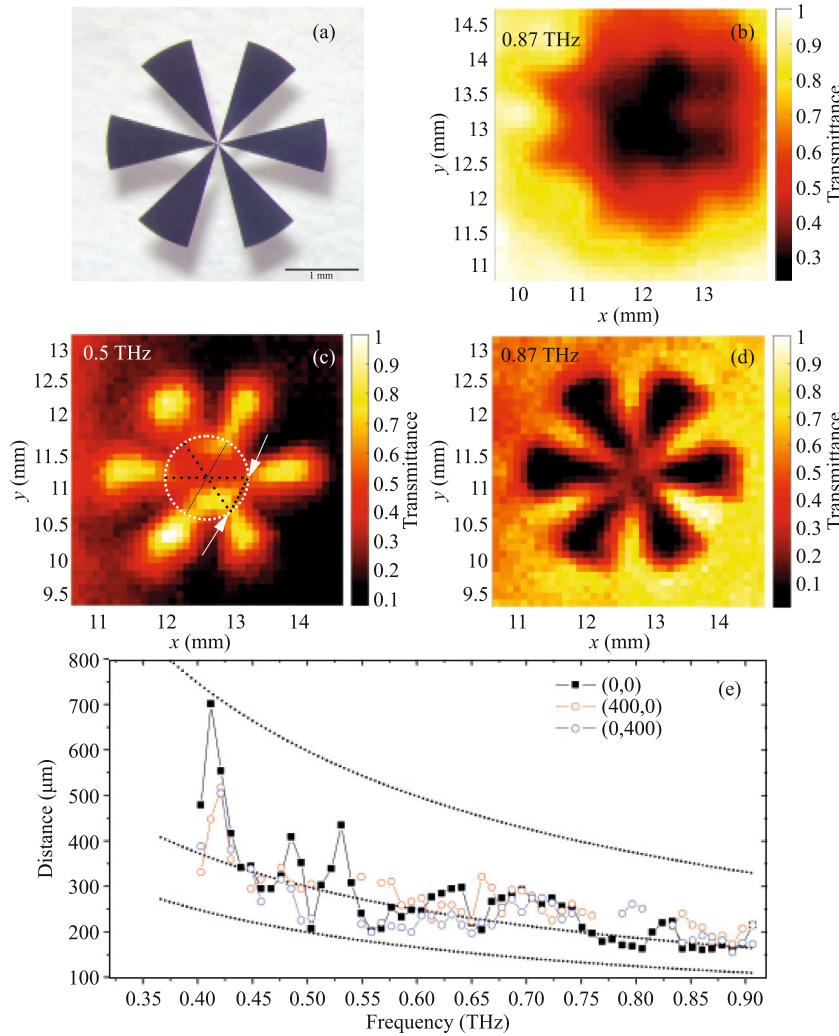 (a)
1 mm
0.87 THz
(b)
14.5
14
13.5
13
12.5
12
11.5
11
y (mm)
10 11 12 13
x (mm)
1
0.9
0.8
0.7
0.6
0.5
0.4
0.3
Transmittance
0.5 THz
(c)
13
12.5
12
11.5
11
10.5
10
9.5
y (mm)
11 12 13 14
x (mm)
1
0.9
0.8
0.7
0.6
0.5
0.4
0.3
0.2
0.1
Transmittance
0.87 THz
(d)
13
12.5
12
11.5
11
10.5
10
9.5
y (mm)
11 12 13 14
x (mm)
1
0.9
0.8
0.7
0.6
0.5
0.4
0.3
0.2
0.1
Transmittance
800
700
600
500
400
300
200
100
Distance (μm)
(0,0)
(400,0)
(0,400)
(e)
0.35 0.40 0.45 0.50 0.55 0.60 0.65 0.70 0.75 0.80 0.85 0.90
Frequency (THz)